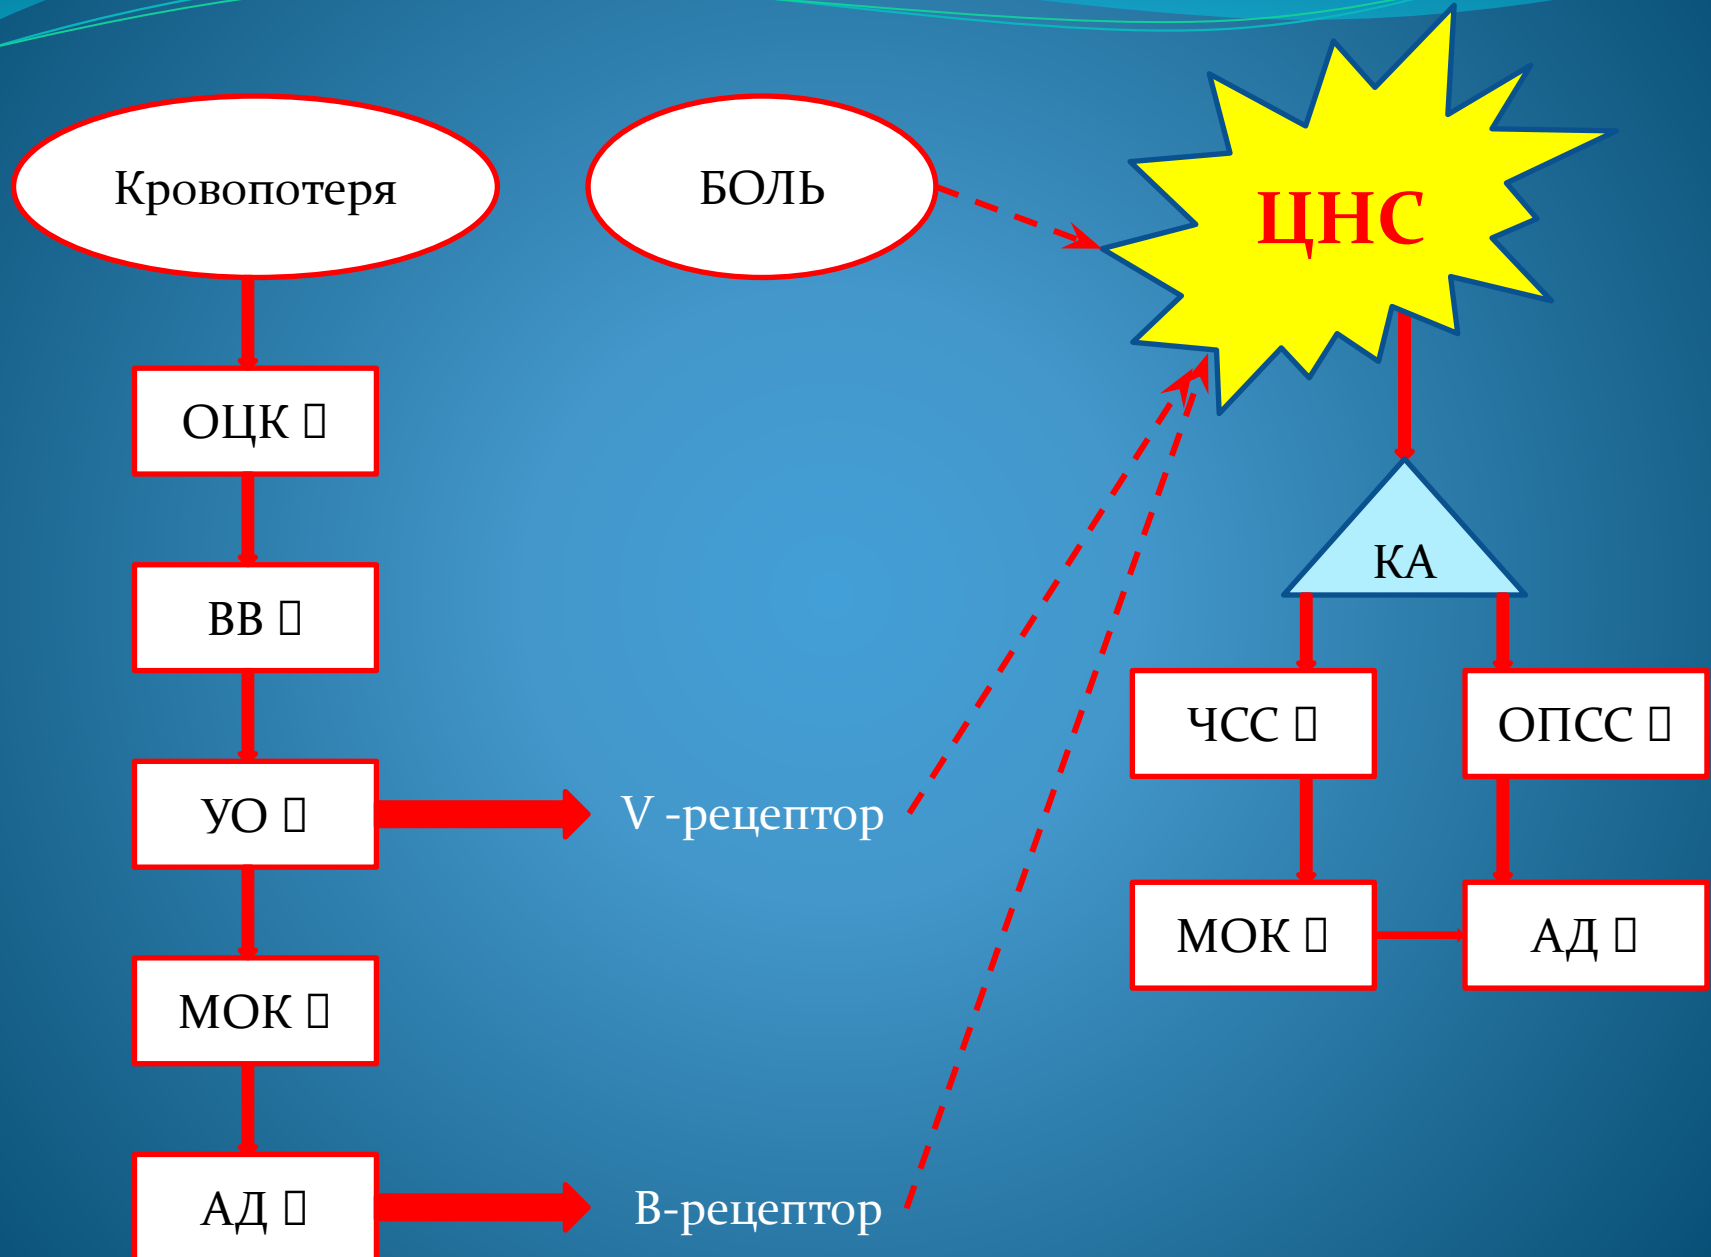 Кровопотеря
БОЛЬ
ЦНС
ОЦК 
ВВ 
УО 
МОК 
АД 
V -рецептор
В-рецептор
КА
ЧСС 
ОПСС 
МОК 
АД